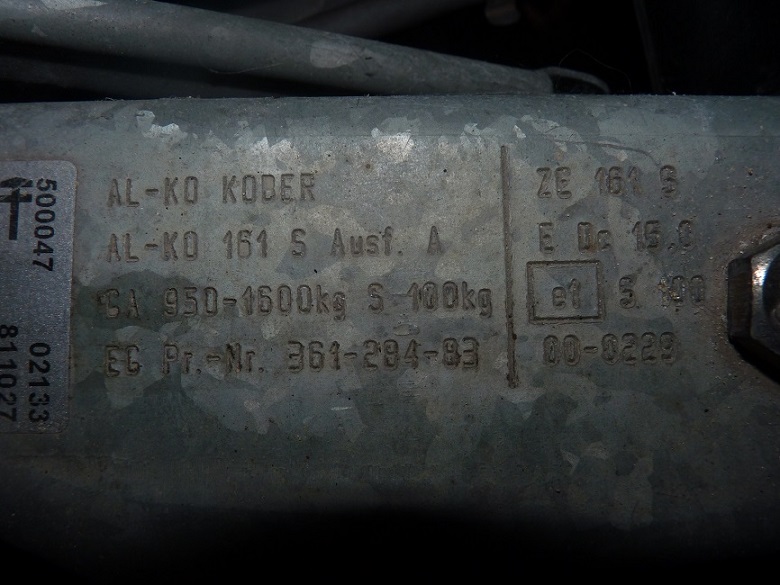 AL-KO KOBER
AL-KO 161 S Ausf. A
GA 950-1600kg S 100kg
EG Pr.-Nr. 361-284-83
ZE 161 S
E Dc 15,0
e1 S 100
00-0229
500047 02133
811027